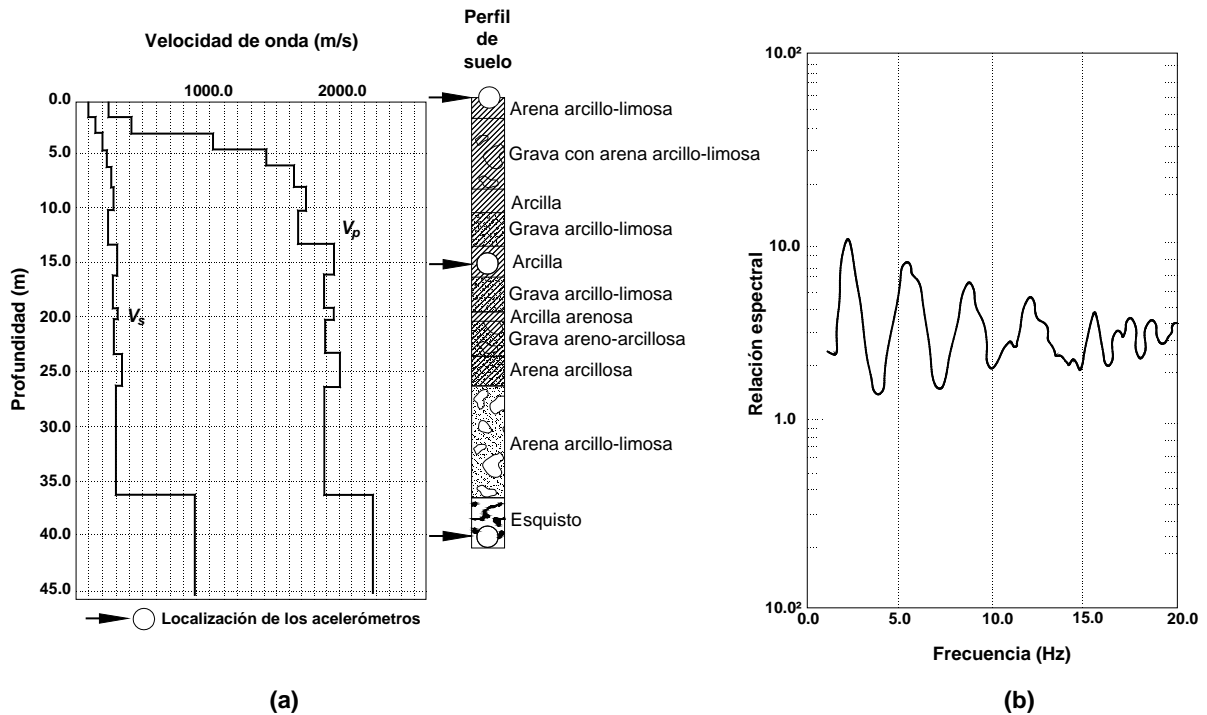 Velocidad de onda (m/s)
1000.0 2000.0
Profundidad (m)
0.0
5.0
10.0
15.0
20.0
25.0
30.0
35.0
40.0
45.0
Vp
Vs
Localización de los acelerómetros
Perfil
de
suelo
Arena arcillo-limosa
Grava con arena arcillo-limosa
Arcilla
Grava arcillo-limosa
Arcilla
Grava arcillo-limosa
Arcilla arenosa
Grava areno-arcillosa
Arena arcillosa
Arena arcillo-limosa
Esquisto
(a)
Relación espectral
10.0²
10.0
1.0
10.0²
0.0 5.0 10.0 15.0 20.0
Frecuencia (Hz)
(b)